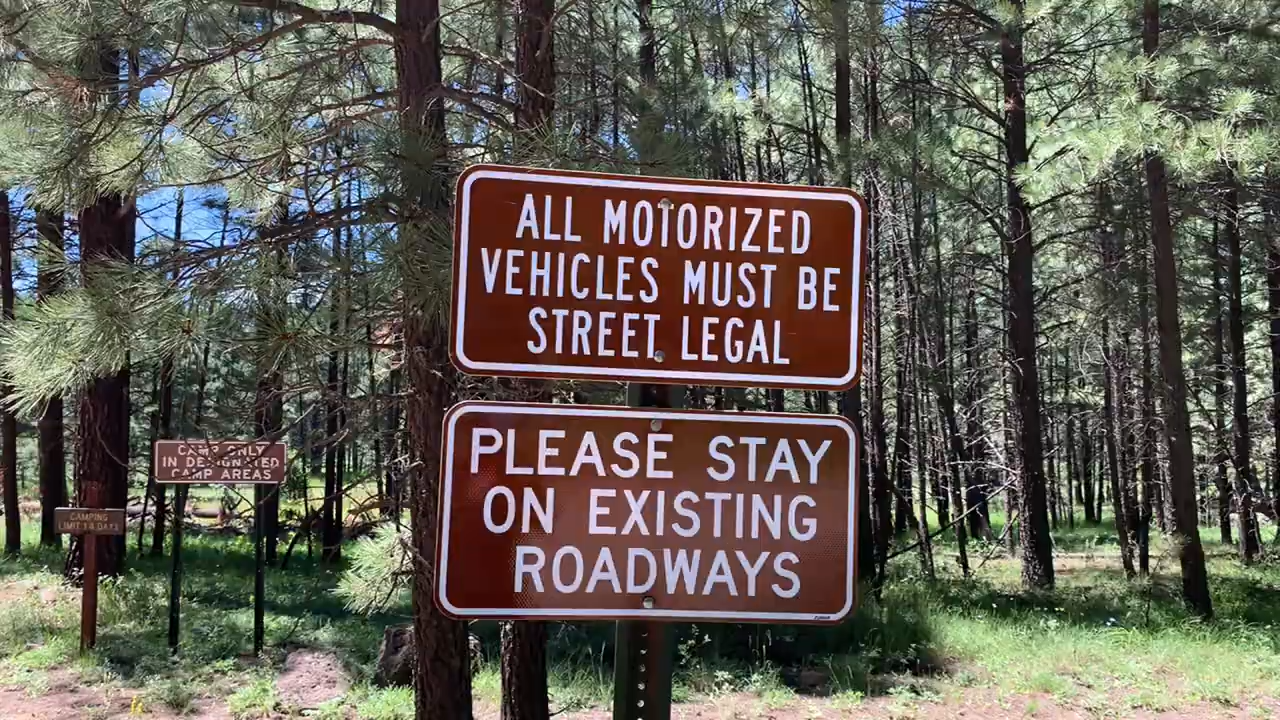 ALL MOTORIZED
VEHICLES MUST BE
STREET LEGAL
PLEASE STAY
ON EXISTING
ROADWAYS
CAMP ONLY
IN DESIGNATED
CAMP AREAS
CAMPING
LIMIT 14 DAYS